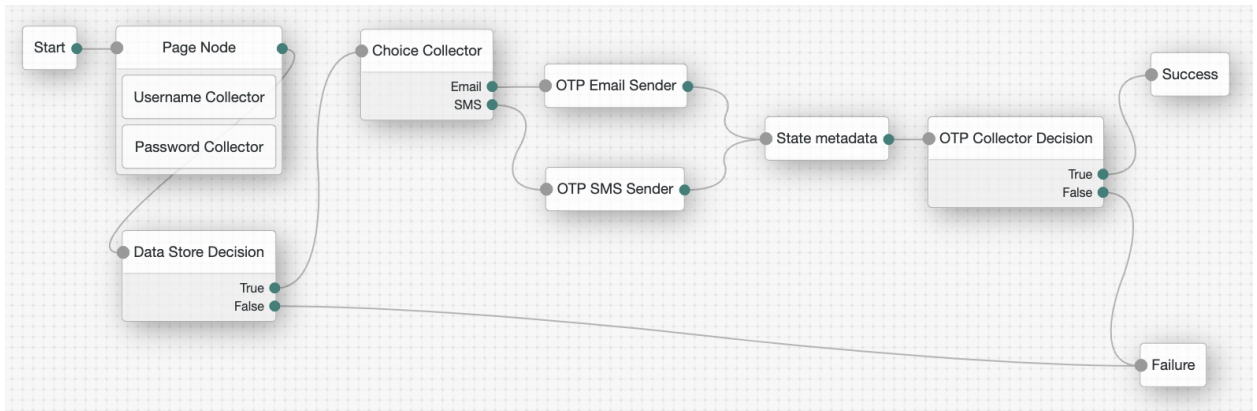 Start
Page Node
Username Collector
Password Collector
Data Store Decision
True
False
Choice Collector
Email
SMS
OTP Email Sender
OTP SMS Sender
State metadata
OTP Collector Decision
True
False
Success
Failure